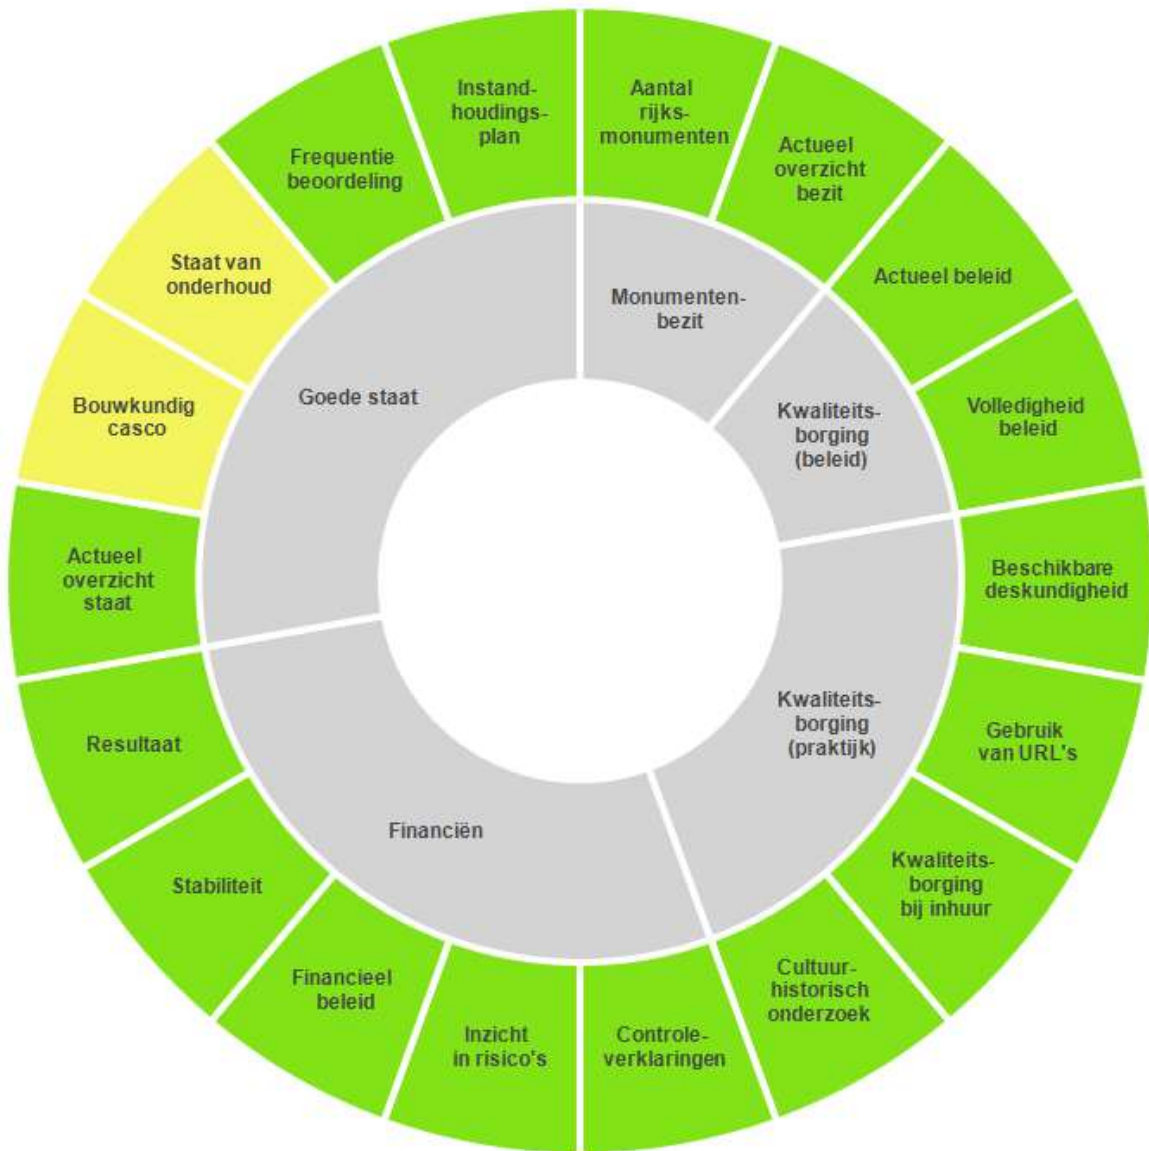 Instand-
houdings-
plan
Aantal
rijks-
monumenten
Frequentie
beoordeling
Actueel
overzicht
bezit
Staat van
onderhoud
Actueel beleid
Monumenten-
bezit
Goede staat
Bouwkundig
casco
Kwaliteits-
borging
(beleid)
Volledigheid
beleid
Actueel
overzicht
staat
Beschikbare
deskundigheid
Resultaat
Kwaliteits-
borging
(praktijk)
Gebruik
van URL's
Financiën
Stabiliteit
Kwaliteits-
borging
bij inhuur
Financieel
beleid
Cultuur-
historisch
onderzoek
Inzicht
in risico's
Controle-
verklaringen